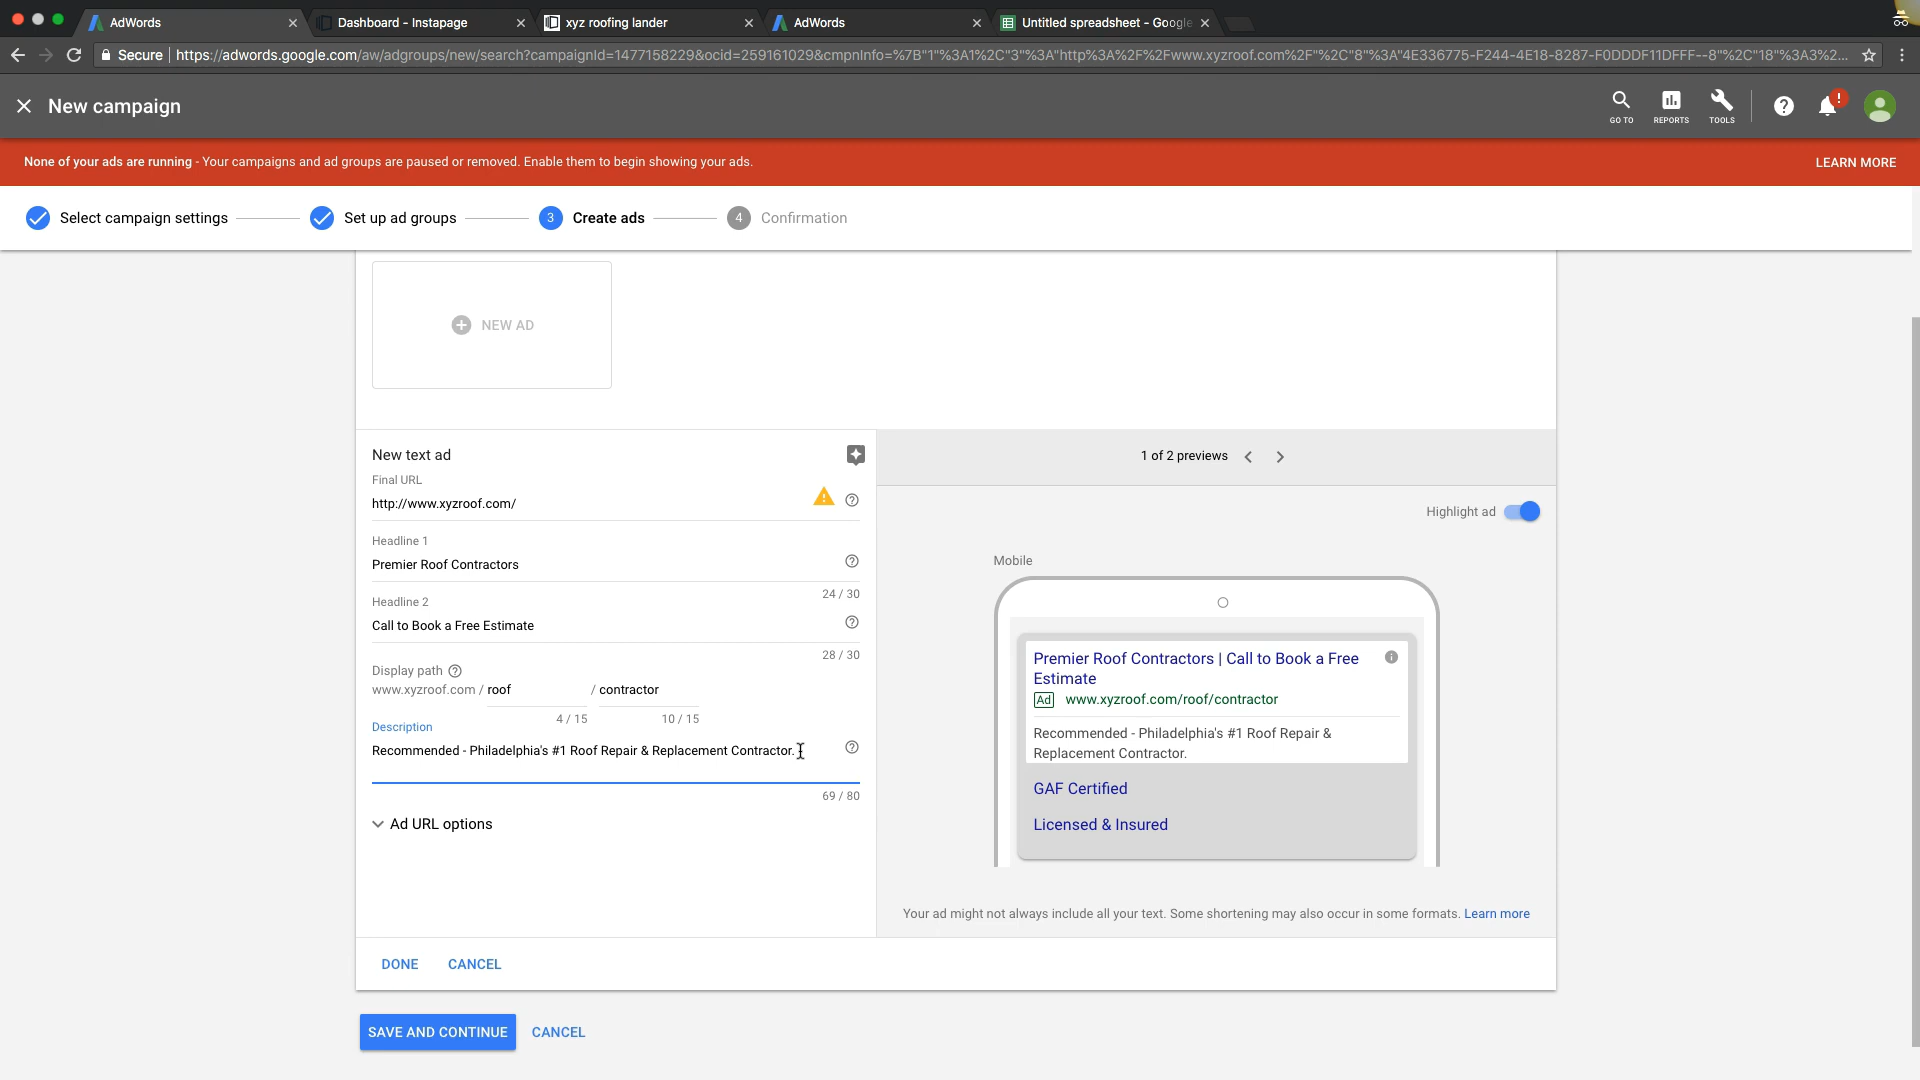 AdWords
Dashboard - Instapage
xyz roofing lander
AdWords
Untitled spreadsheet - Google
Secure
https://adwords.google.com/aw/adgroups/new/search?campaignId=1477158229&ocid=259161029&cmpnInfo=%7B"1"%3A1%2C"3"%3A"http%3A%2F%2Fwww.xyzroof.com%2F"%2C"8"%3A"4E336775-F244-4E18-8287-F0DDDF11DFFF--8"%2C"18"%3A3%2...
New campaign
GO TO
REPORTS
TOOLS
None of your ads are running - Your campaigns and ad groups are paused or removed. Enable them to begin showing your ads.
LEARN MORE
Select campaign settings
Set up ad groups
3 Create ads
4 Confirmation
NEW AD
New text ad
Final URL
http://www.xyzroof.com/
Headline 1
Premier Roof Contractors
24 / 30
Headline 2
Call to Book a Free Estimate
28 / 30
Display path
www.xyzroof.com / roof / contractor
4 / 15
10 / 15
Description
Recommended - Philadelphia's #1 Roof Repair & Replacement Contractor.
69 / 80
Ad URL options
1 of 2 previews
Highlight ad
Mobile
Premier Roof Contractors | Call to Book a Free
Estimate
Ad www.xyzroof.com/roof/contractor
Recommended - Philadelphia's #1 Roof Repair &
Replacement Contractor.
GAF Certified
Licensed & Insured
Your ad might not always include all your text. Some shortening may also occur in some formats. Learn more
DONE
CANCEL
SAVE AND CONTINUE
CANCEL